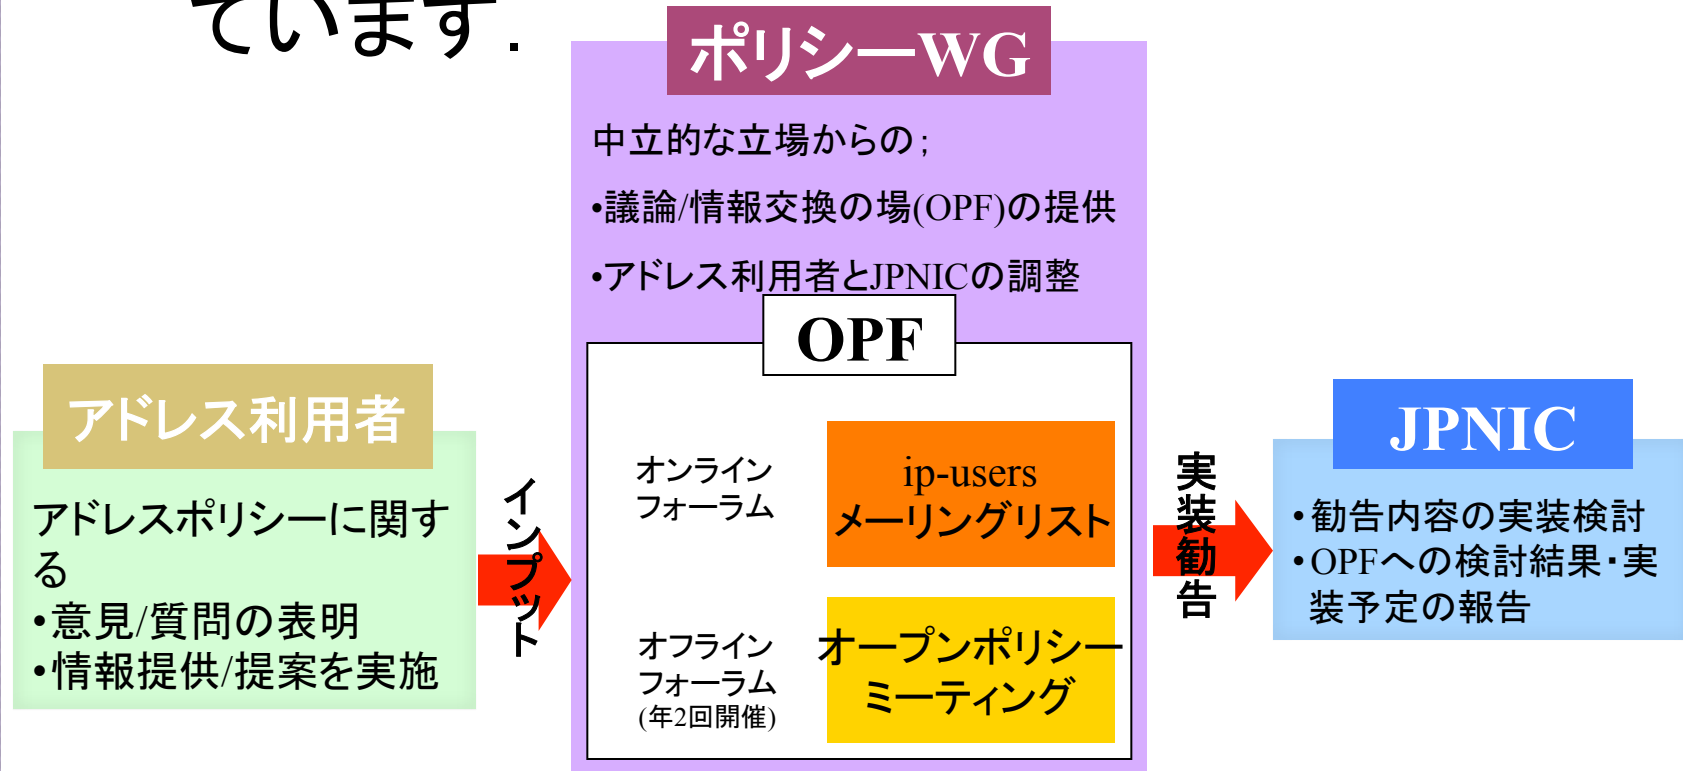 ています.
ポリシーWG
中立的な立場からの;
•議論/情報交換の場(OPF)の提供
•アドレス利用者とJPNICの調整
OPF
オンライン
フォーラム
ip-users
メーリングリスト
オフライン
フォーラム
(年2回開催)
オープンポリシー
ミーティング
アドレス利用者
アドレスポリシーに関す
る
•意見/質問の表明
•情報提供/提案を実施
インプット
実装勧告
JPNIC
•勧告内容の実装検討
•OPFへの検討結果・実
装予定の報告